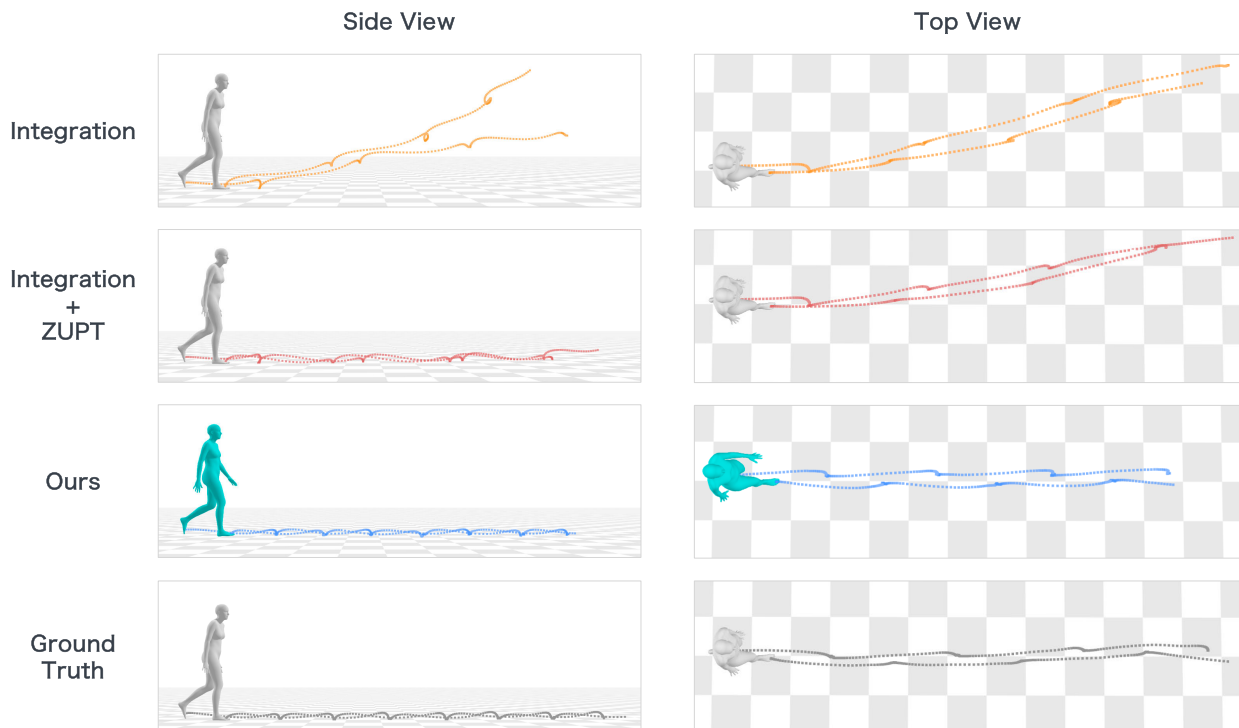 Side View
Top View
Integration
Integration
+
ZUPT
Ours
Ground
Truth